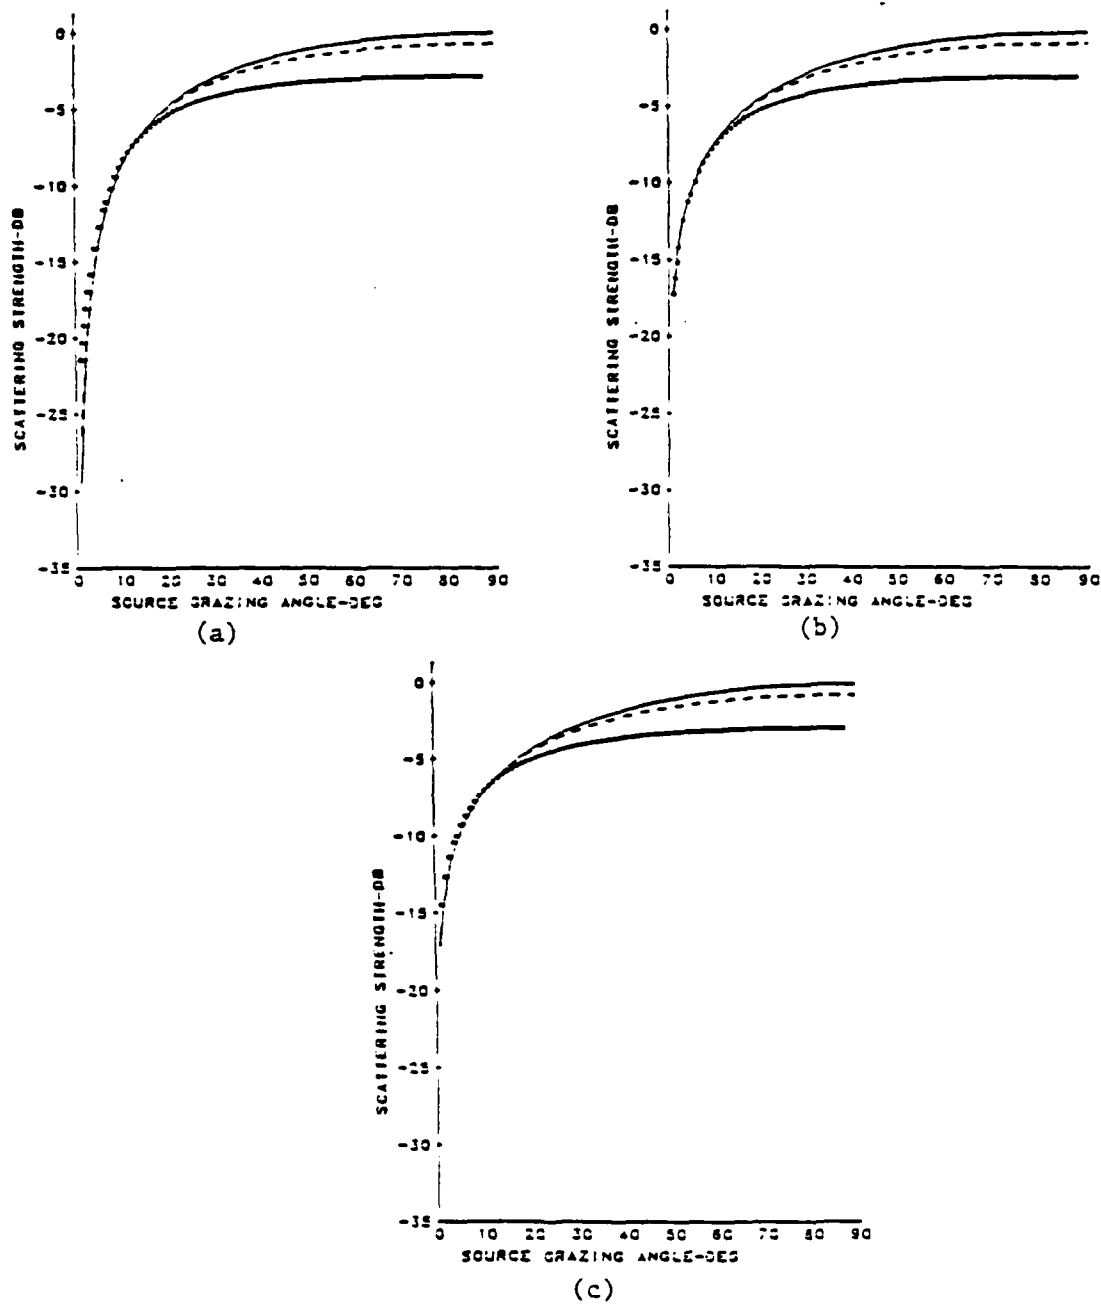 0
-5
-10
-15
-20
-25
-30
-35
SCATTERING STRENGTH-DB
0 10 20 30 40 50 60 70 80 90
SOURCE GRAZING ANGLE-DEG
(a)
0
-5
-10
-15
-20
-25
-30
-35
SCATTERING STRENGTH-DB
0 10 20 30 40 50 60 70 80 90
SOURCE GRAZING ANGLE-DEG
(b)
0
-5
-10
-15
-20
-25
-30
-35
SCATTERING STRENGTH-DB
0 10 20 30 40 50 60 70 80 90
SOURCE GRAZING ANGLE-DEG
(c)